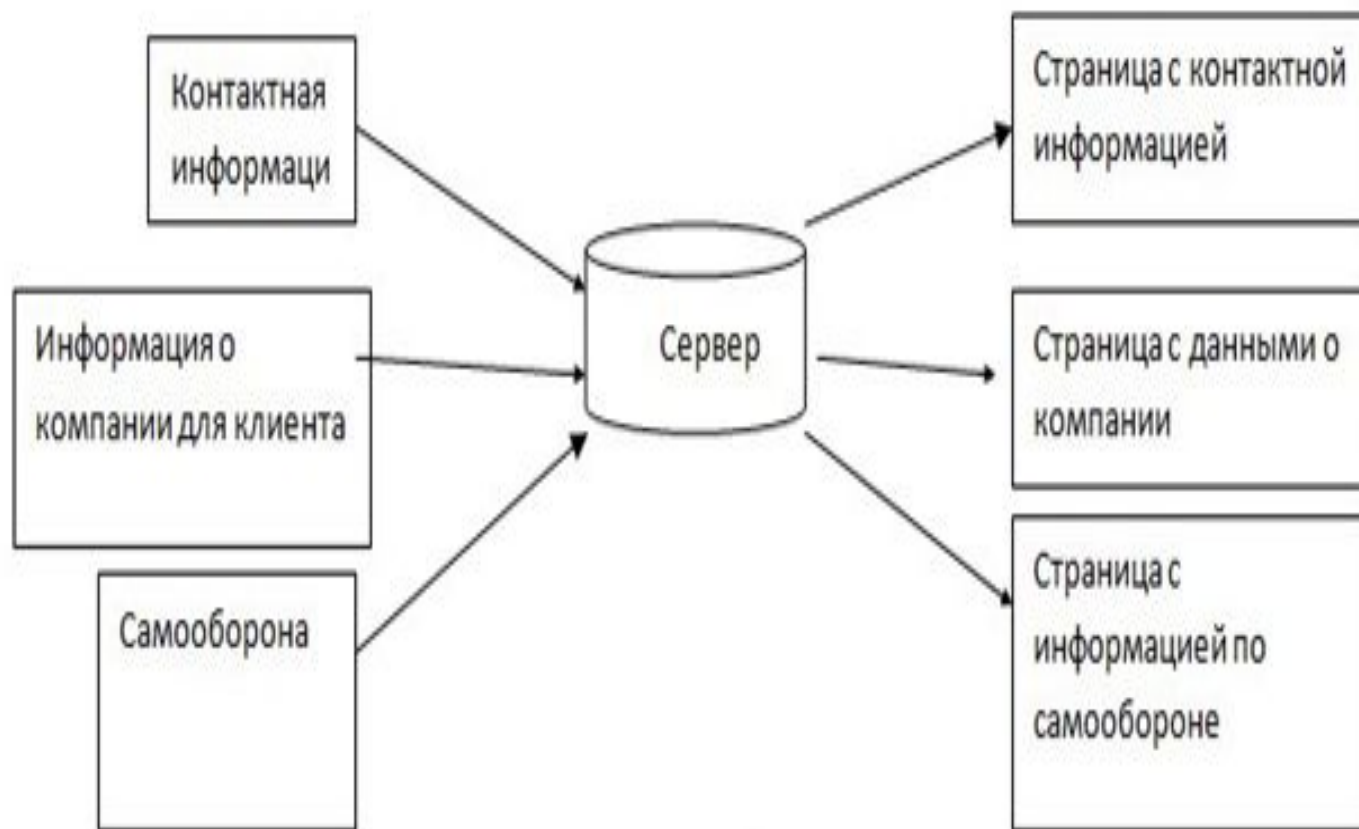 Контактная
информаци
Информация о
компании для клиента
Самооборона
Сервер
Страница с контактной
информацией
Страница с данными о
компании
Страница с
информацией по
самообороне